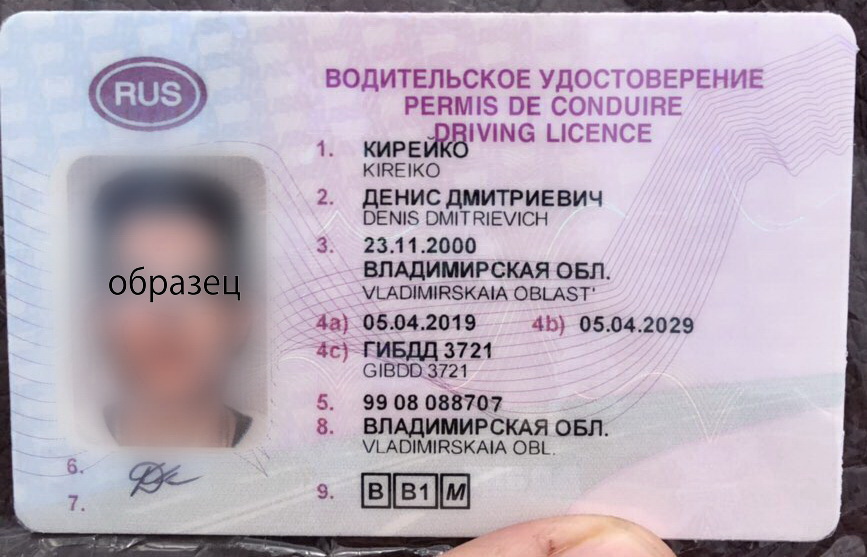 RUS
ВОДИТЕЛЬСКОЕ УДОСТОВЕРЕНИЕ
PERMIS DE CONDUIRE
DRIVING LICENCE
1. КИРЕЙКО
KIREIKO
2. ДЕНИС ДМИТРИЕВИЧ
DENIS DMITRIEVICH
3. 23.11.2000
ВЛАДИМИРСКАЯ ОБЛ.
VLADIMIRSKAIA OBLAST'
образец
4a) 05.04.2019 4b) 05.04.2029
4c) ГИБДД 3721
GIBDD 3721
5. 99 08 088707
8. ВЛАДИМИРСКАЯ ОБЛ.
VLADIMIRSKAIA OBL.
6.
7.
9. B B1 M